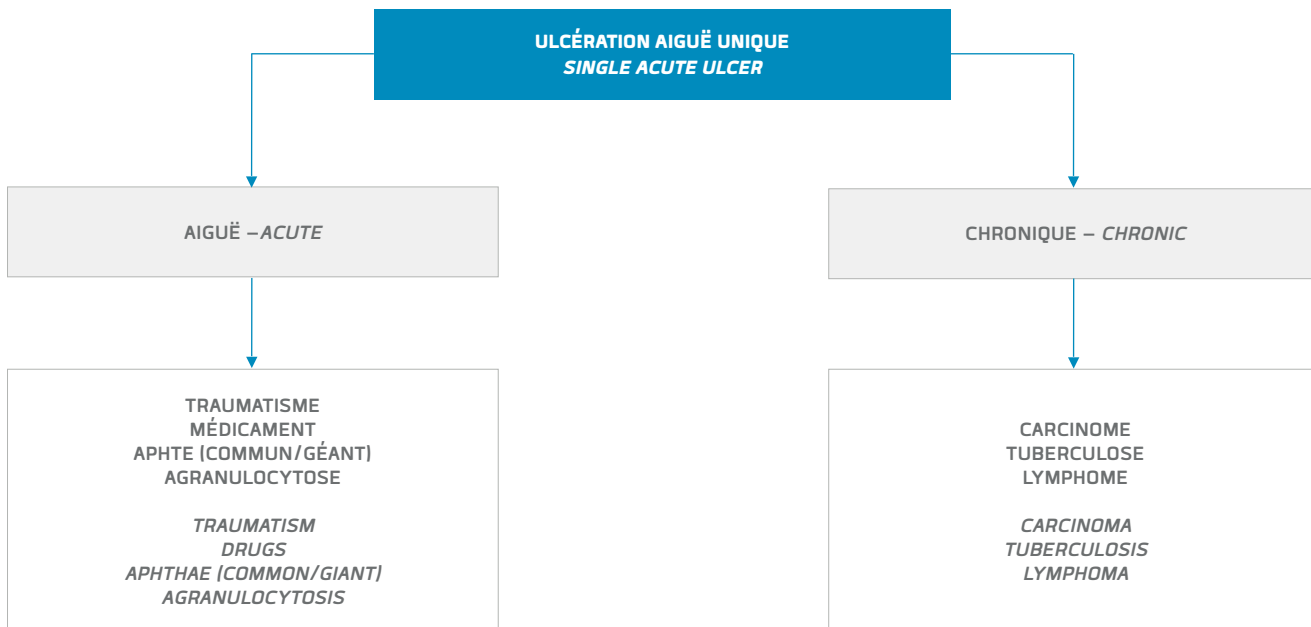 ULCÉRATION AIGUË UNIQUE
SINGLE ACUTE ULCER
AIGUË –ACUTE
CHRONIQUE – CHRONIC
TRAUMATISME
MÉDICAMENT
APHTE (COMMUN/GÉANT)
AGRANULOCYTOSE
TRAUMATISM
DRUGS
APHTHAE (COMMON/GIANT)
AGRANULOCYTOSIS
CARCINOME
TUBERCULOSE
LYMPHOME
CARCINOMA
TUBERCULOSIS
LYMPHOMA